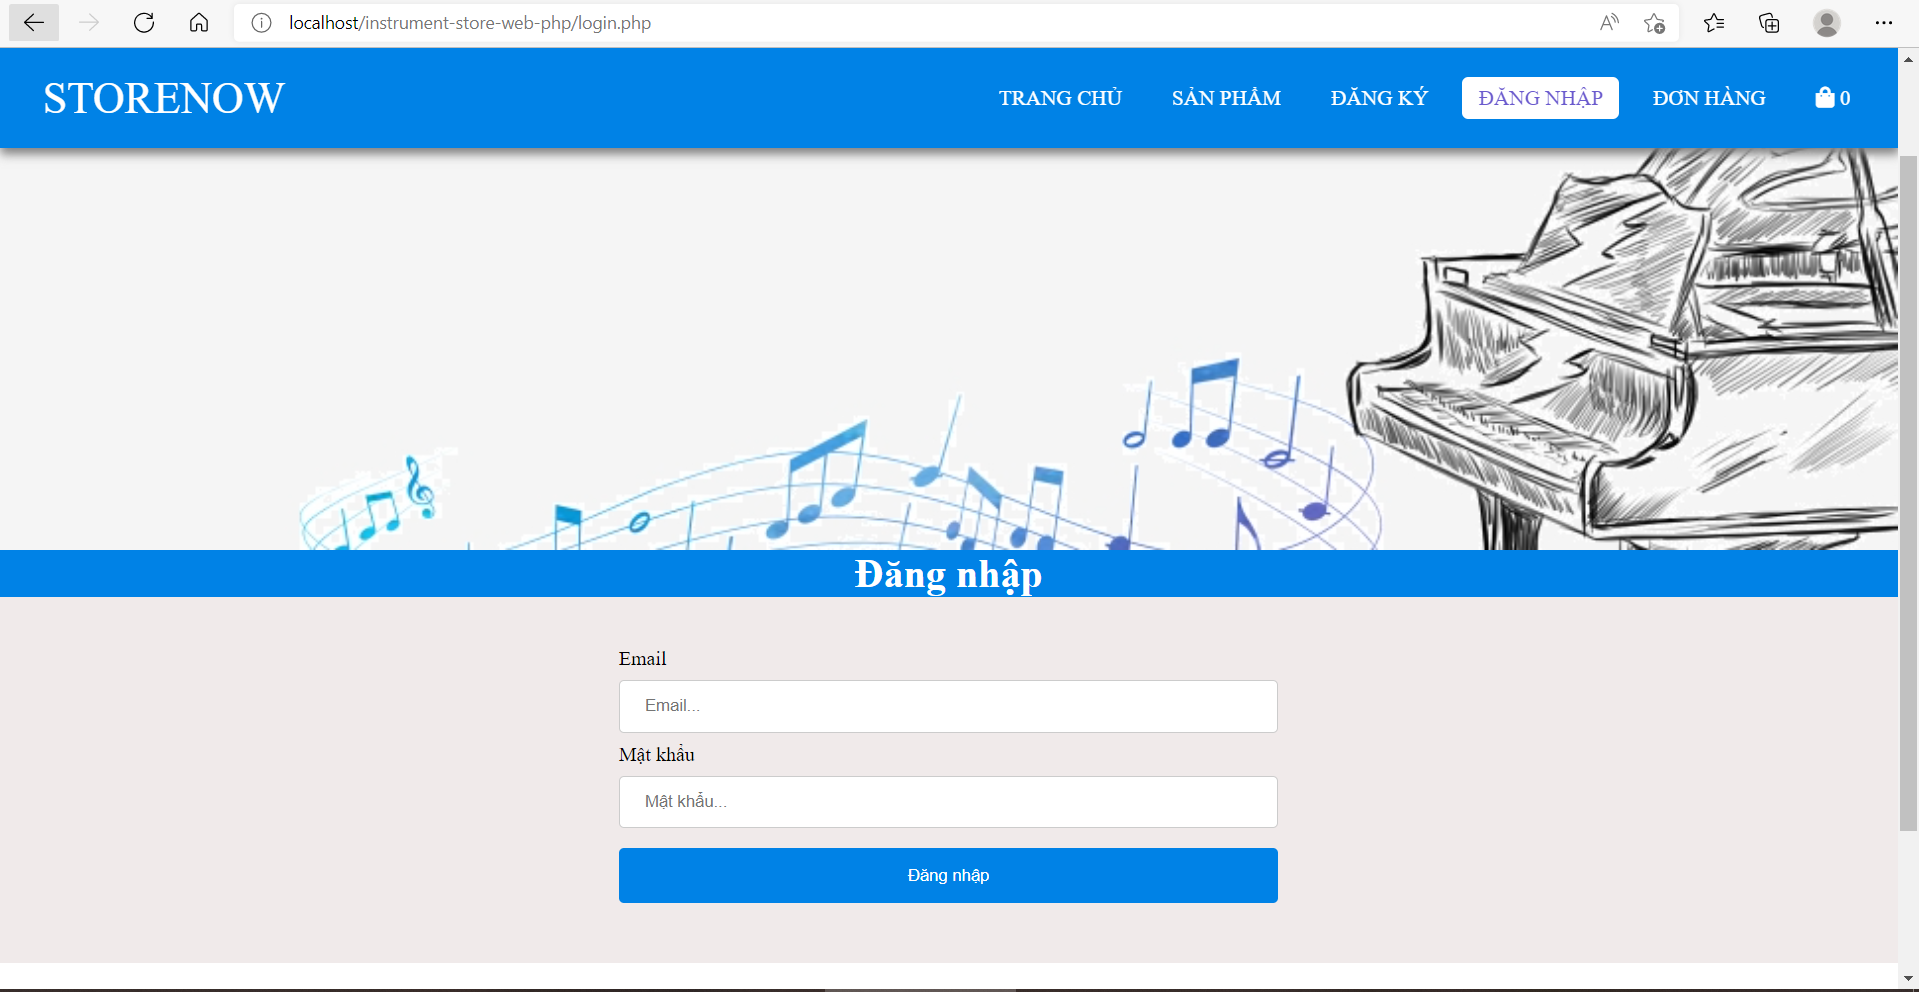 localhost/instrument-store-web-php/login.php
STORENOW
TRANG CHỦ SẢN PHẨM ĐĂNG KÝ ĐĂNG NHẬP ĐƠN HÀNG 0
Đăng nhập
Email
Email...
Mật khẩu
Mật khẩu...
Đăng nhập